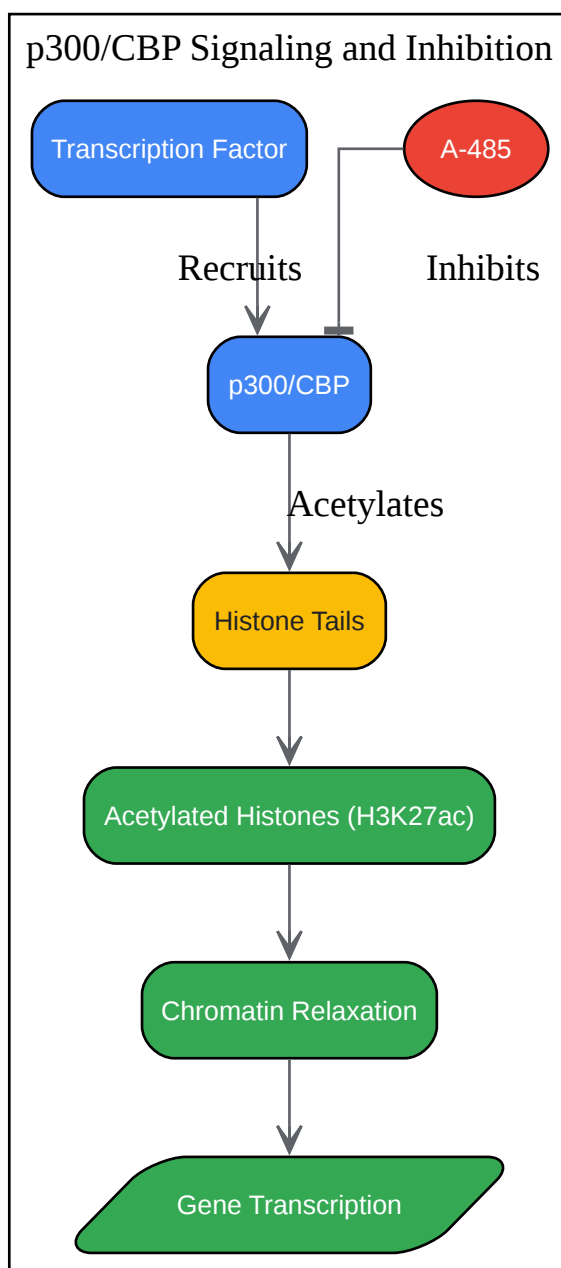 p300/CBP Signaling and Inhibition
Transcription Factor
A-485
Recruits
Inhibits
p300/CBP
Acetylates
Histone Tails
Acetylated Histones (H3K27ac)
Chromatin Relaxation
Gene Transcription